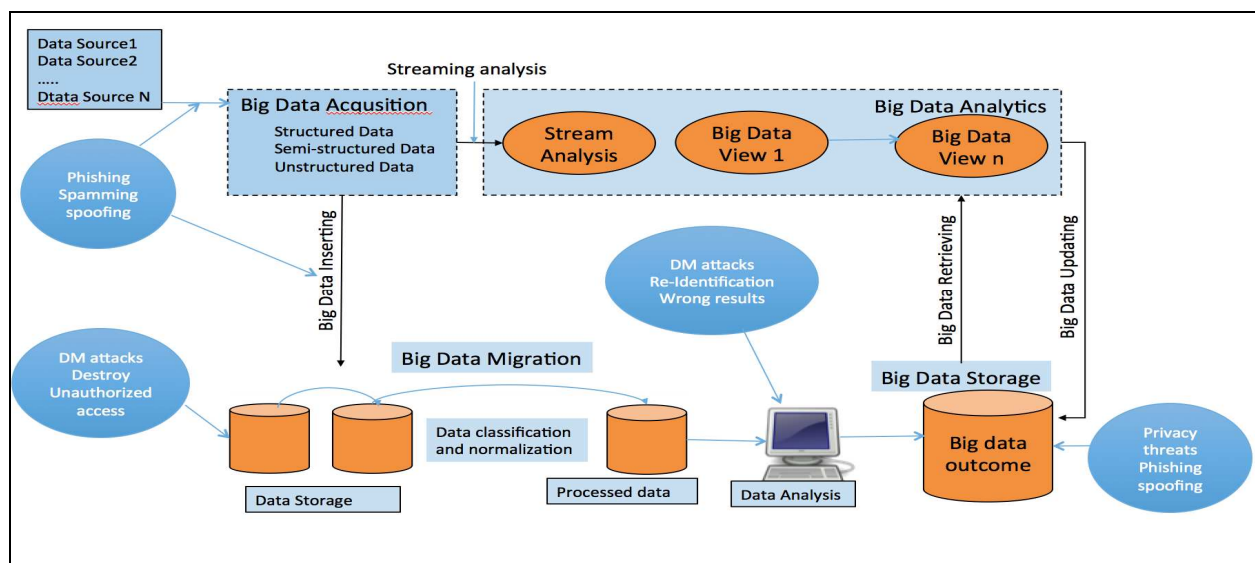 Data Source1
Data Source2
.....
Dtata Source N
Streaming analysis
Big Data Acqusition
Structured Data
Semi-structured Data
Unstructured Data
Big Data Analytics
Stream
Analysis
Big Data
View 1
Big Data
View n
Phishing
Spamming
spoofing
Big Data Inserting
DM attacks
Re-Identification
Wrong results
Big Data Retrieving
Big Data Updating
DM attacks
Destroy
Unauthorized
access
Big Data Migration
Big Data Storage
Data classification
and normalization
Big data
outcome
Privacy
threats
Phishing
spoofing
Data Storage
Processed data
Data Analysis